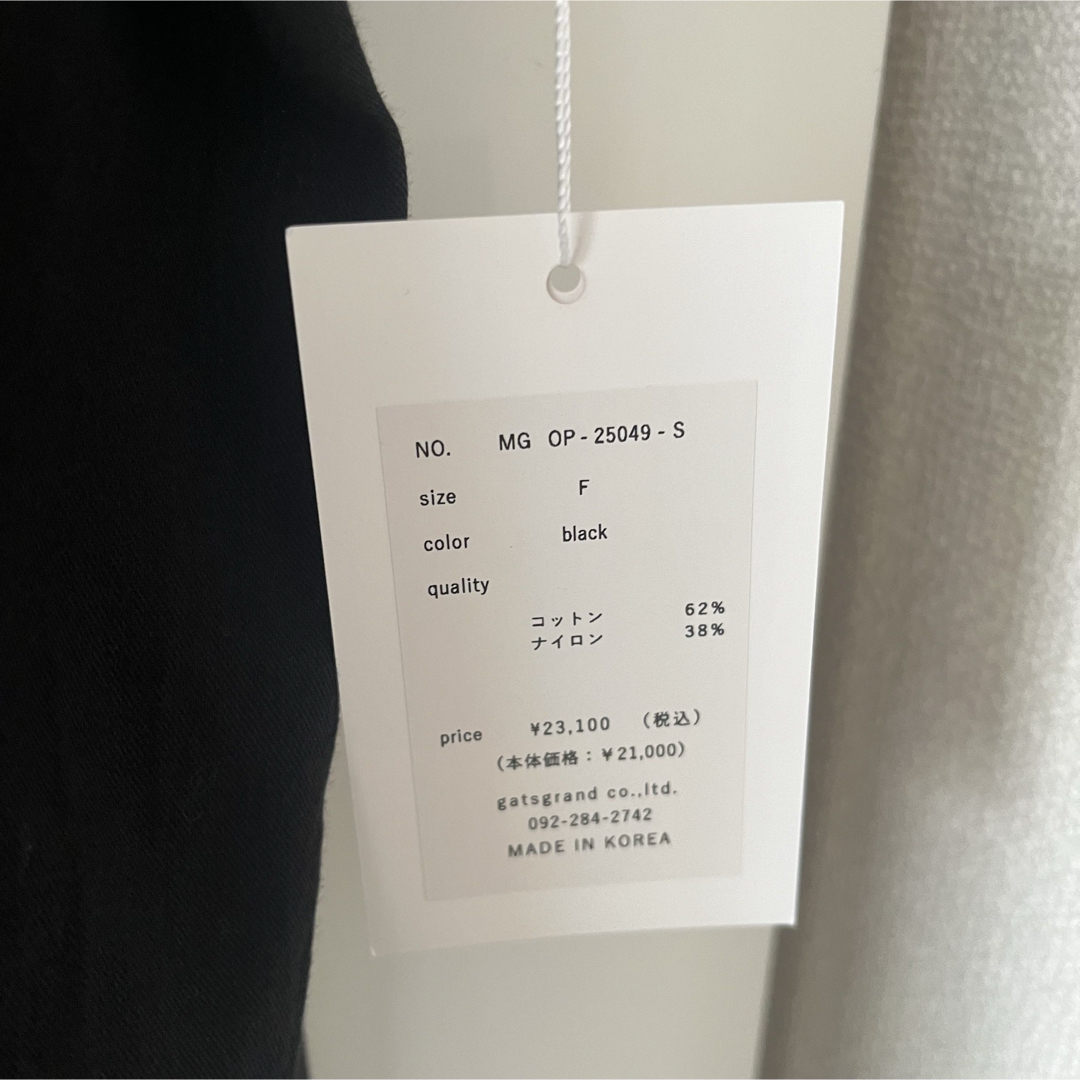 NO. MG OP-25049-S
size F
color black
quality
コットン 62%
ナイロン 38%
price ¥23,100 (税込)
(本体価格：¥21,000)
gatsgrand co.,ltd.
092-284-2742
MADE IN KOREA